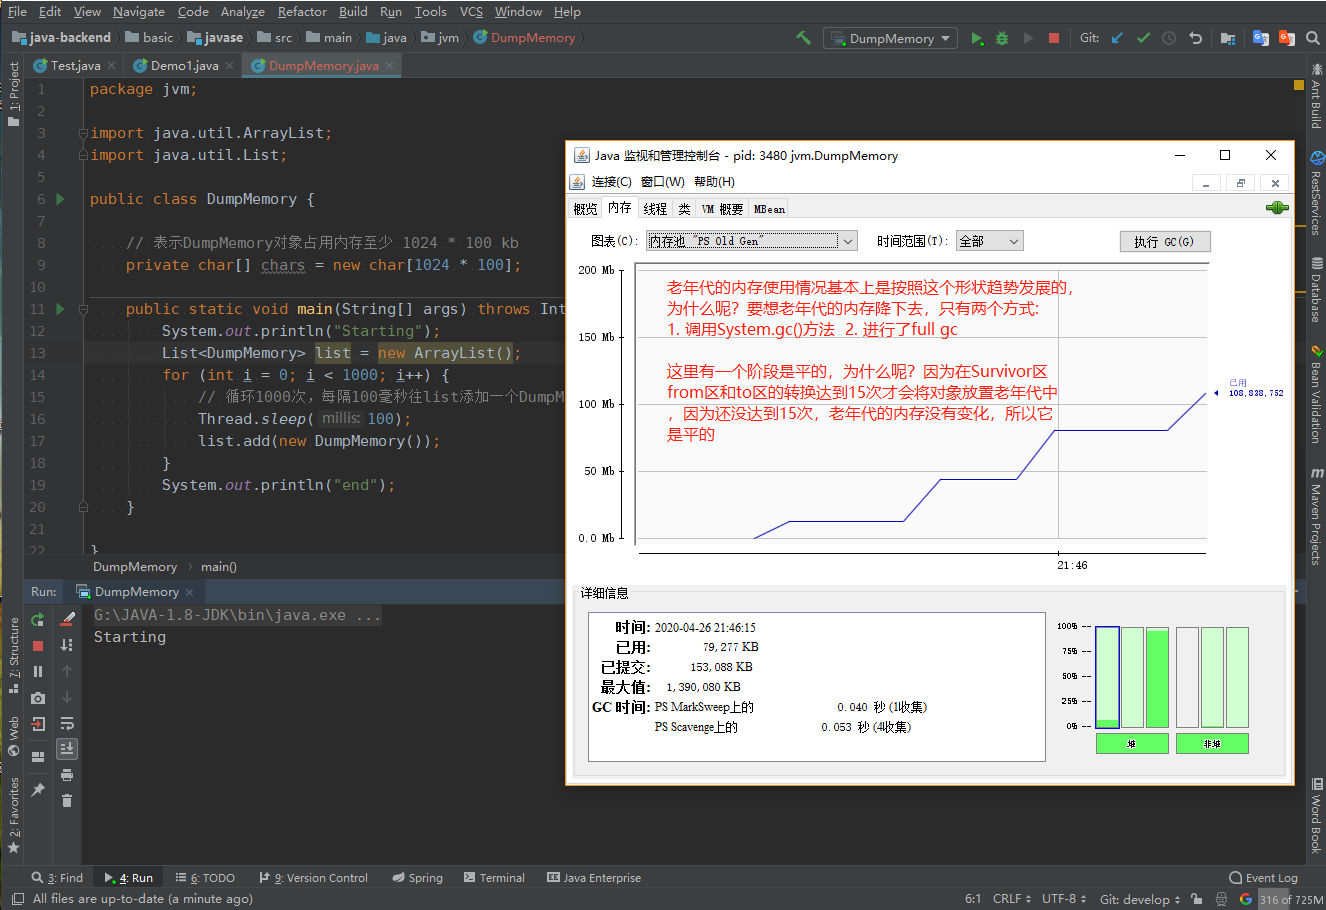 File Edit View Navigate Code Analyze Refactor Build Run Tools VCS Window Help
java-backend basic javase src main java jvm DumpMemory DumpMemory Git:
Test.java Demo1.java DumpMemory.java
1 package jvm;
2
3 import java.util.ArrayList;
4 import java.util.List;
5
6 public class DumpMemory {
7
8 // 表示DumpMemory对象占用内存至少 1024 * 100 kb
9 private char[] chars = new char[1024 * 100];
10
11 public static void main(String[] args) throws Int
12 System.out.println("Starting");
13 List<DumpMemory> list = new ArrayList();
14 for (int i = 0; i < 1000; i++) {
15 // 循环1000次，每隔100毫秒往list添加一个DumpM
16 Thread.sleep( millis: 100);
17 list.add(new DumpMemory());
18 }
19 System.out.println("end");
20 }
21
22 }
DumpMemory main()
Run: DumpMemory
G:\JAVA-1.8-JDK\bin\java.exe ...
Starting
1: Project
7: Structure
Web
2: Favorites
Ant Build
RestServices
Database
Bean Validation
Maven Projects
Word Book
Java 监视和管理控制台 - pid: 3480 jvm.DumpMemory
连接(C) 窗口(W) 帮助(H)
概览 内存 线程 类 VM 概要 MBean
图表(C): 内存池 "PS Old Gen" 时间范围(T): 全部 执行 GC(G)
200 Mb
150 Mb
100 Mb
50 Mb
0.0 Mb
老年代的内存使用情况基本上是按照这个形状趋势发展的，
为什么呢？要想老年代的内存降下去，只有两个方式:
1. 调用System.gc()方法 2. 进行了full gc
这里有一个阶段是平的，为什么呢？因为在Survivor区
from区和to区的转换达到15次才会将对象放置老年代中
，因为还没达到15次，老年代的内存没有变化，所以它
是平的
已用
108,838,752
21:46
详细信息
时间: 2020-04-26 21:46:15
已用: 79,277 KB
已提交: 153,088 KB
最大值: 1,390,080 KB
GC 时间: PS MarkSweep上的 0.040 秒 (1收集)
PS Scavenge上的 0.053 秒 (4收集)
100%
75%
50%
25%
0%
堆 非堆
3: Find 4: Run 6: TODO 9: Version Control Spring Terminal Java Enterprise Event Log
All files are up-to-date (a minute ago) 6:1 CRLF UTF-8 Git: develop 316 of 725M